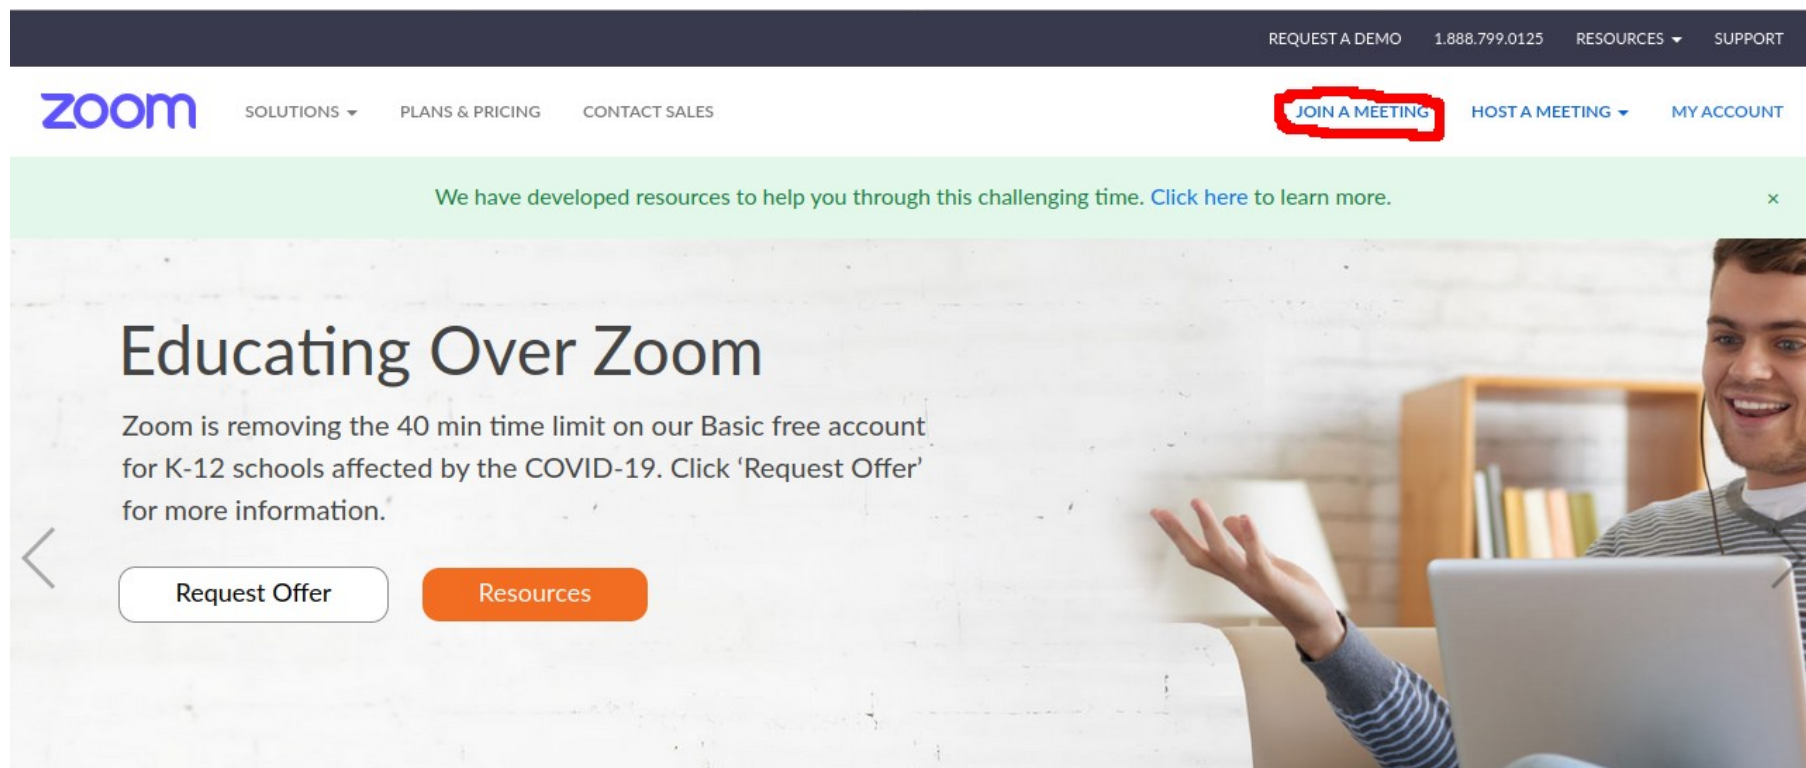 REQUEST A DEMO 1.888.799.0125 RESOURCES SUPPORT
zoom SOLUTIONS PLANS & PRICING CONTACT SALES JOIN A MEETING HOST A MEETING MY ACCOUNT
We have developed resources to help you through this challenging time. Click here to learn more. ×
Educating Over Zoom
Zoom is removing the 40 min time limit on our Basic free account
for K-12 schools affected by the COVID-19. Click ‘Request Offer’
for more information.
Request Offer Resources